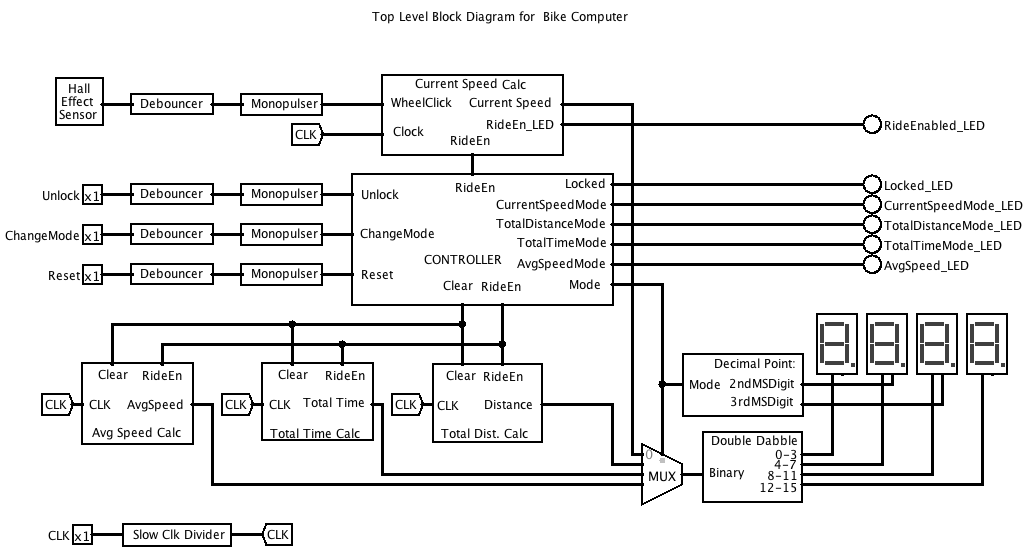 Top Level Block Diagram for Bike Computer
Hall
Effect
Sensor
Debouncer
Monopulser
Current Speed Calc
WheelClick
Current Speed
CLK
Clock
RideEn_LED
RideEn
RideEnabled_LED
Unlock
x1
Debouncer
Monopulser
Unlock
RideEn
Locked
Locked_LED
CurrentSpeedMode
CurrentSpeedMode_LED
ChangeMode
x1
Debouncer
Monopulser
ChangeMode
TotalDistanceMode
TotalDistanceMode_LED
TotalTimeMode
TotalTimeMode_LED
CONTROLLER
AvgSpeedMode
AvgSpeed_LED
Reset
x1
Debouncer
Monopulser
Reset
Clear
RideEn
Mode
Clear
RideEn
CLK
CLK
AvgSpeed
Avg Speed Calc
Clear
RideEn
CLK
CLK
Total Time
Total Time Calc
Clear
RideEn
CLK
CLK
Distance
Total Dist. Calc
Decimal Point:
Mode
2ndMSDigit
3rdMSDigit
0
MUX
Double Dabble
Binary
0-3
4-7
8-11
12-15
CLK
x1
Slow Clk Divider
CLK